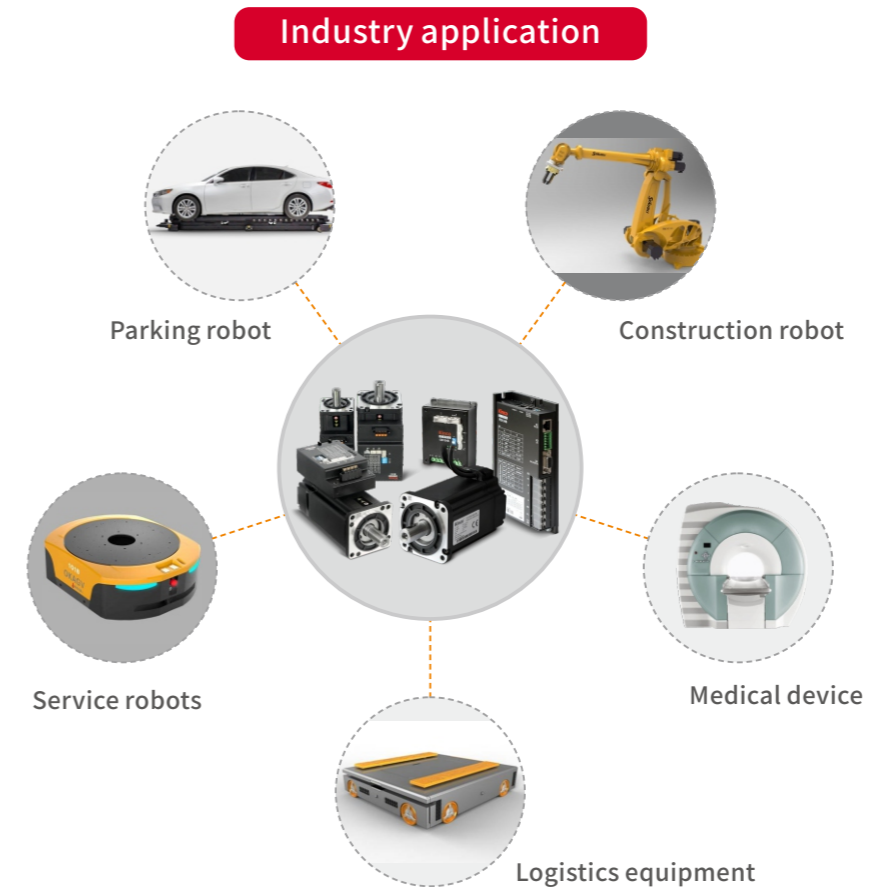 Industry application
Parking robot
Construction robot
Service robots
Medical device
Logistics equipment